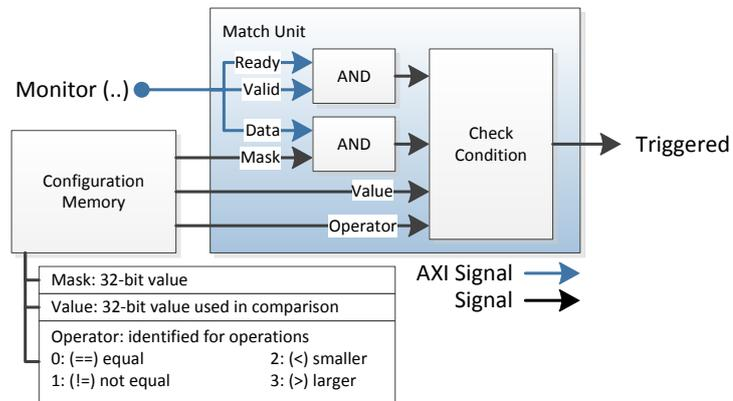 Match Unit
Ready
Valid
AND
Monitor (..)
Data
Mask
AND
Check
Condition
Triggered
Configuration
Memory
Value
Operator
Mask: 32-bit value
Value: 32-bit value used in comparison
Operator: identified for operations
0: (==) equal 2: (<) smaller
1: (!=) not equal 3: (>) larger
AXI Signal
Signal